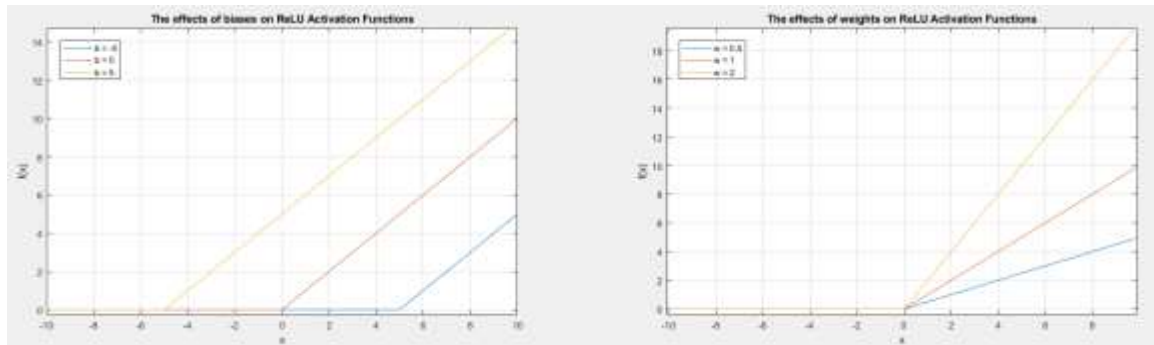 The effects of biases on ReLU Activation Functions
14
12
10
8
6
4
2
0
f(x)
b = 0
b = 5
-10 -8 -6 -4 -2 0 2 4 6 8 10
x
The effects of weights on ReLU Activation Functions
18
16
14
12
10
8
6
4
2
0
f(x)
w = 0.5
w = 1
w = 2
-10 -8 -6 -4 -2 0 2 4 6 8
x